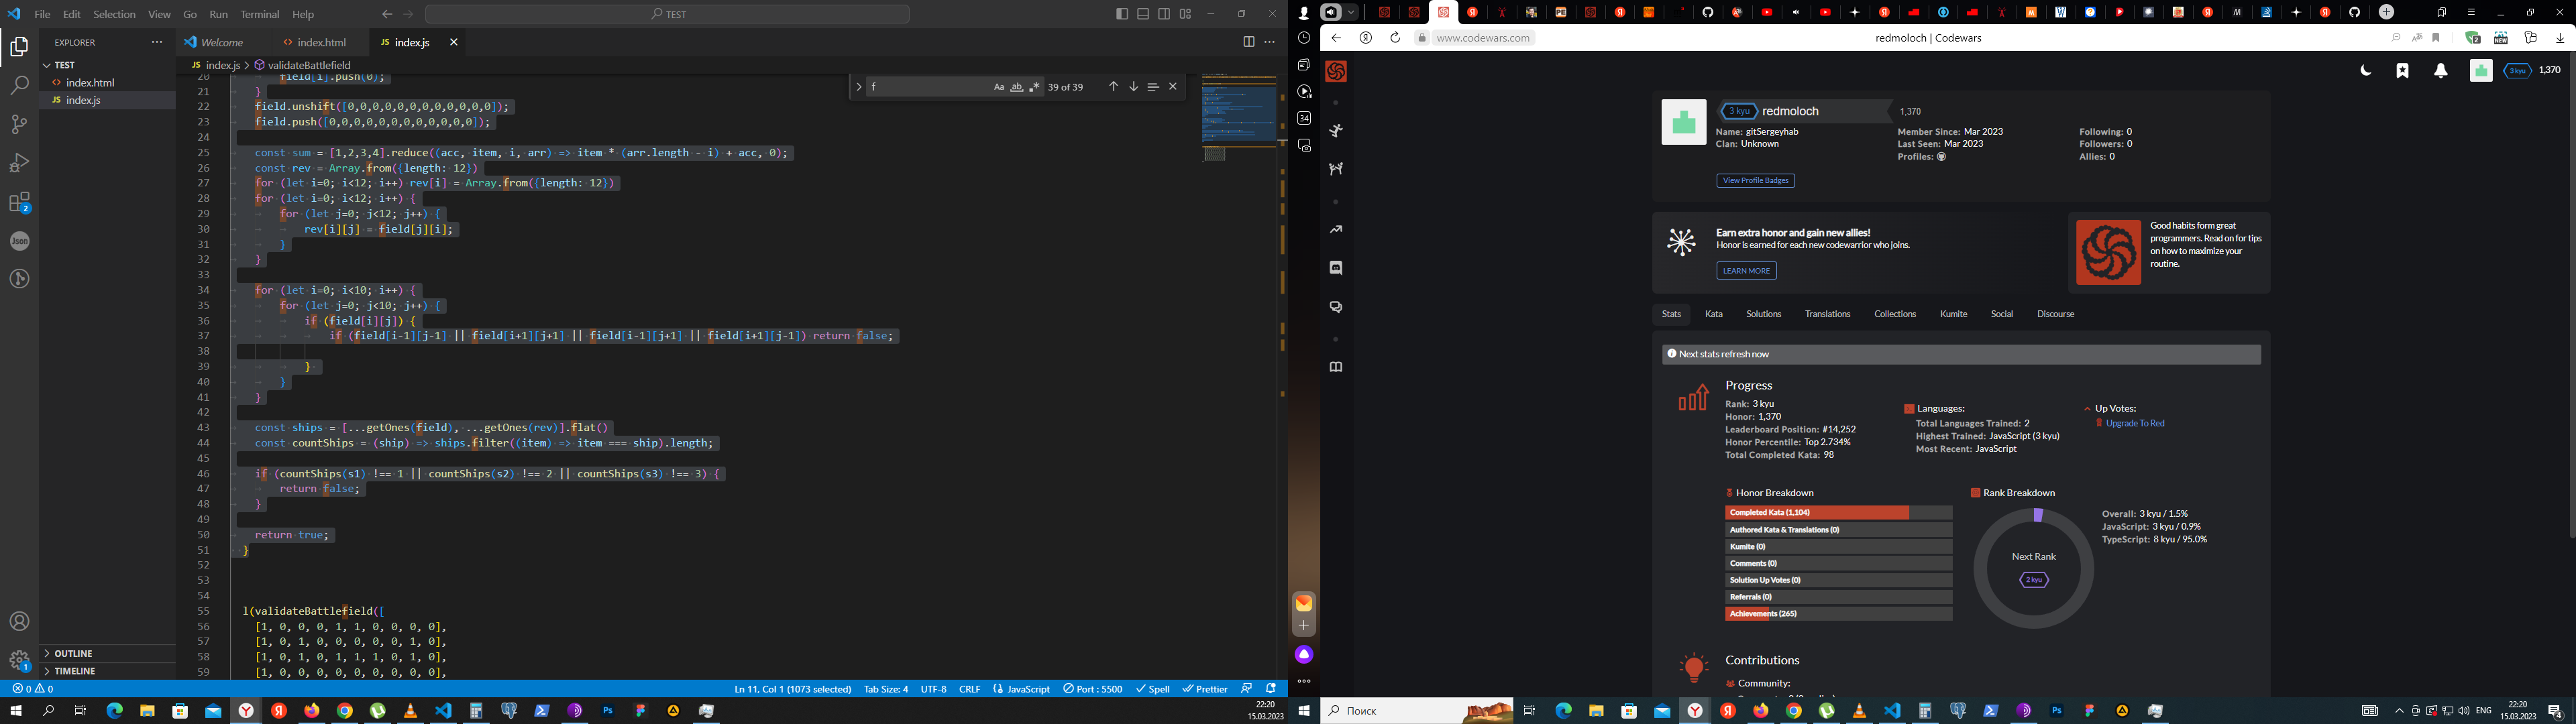 File Edit Selection View Go Run Terminal Help
TEST
EXPLORER
TEST
index.html
JS index.js
OUTLINE
TIMELINE
Welcome
index.html
JS index.js
JS index.js > validateBattlefield
f
Aa ab
39 of 39
20 field[i].push(0);
21 }
22 field.unshift([0,0,0,0,0,0,0,0,0,0,0,0]);
23 field.push([0,0,0,0,0,0,0,0,0,0,0,0]);
24
25 const sum = [1,2,3,4].reduce((acc, item, i, arr) => item * (arr.length - i) + acc, 0);
26 const rev = Array.from({length: 12})
27 for (let i=0; i<12; i++) rev[i] = Array.from({length: 12})
28 for (let i=0; i<12; i++) {
29 for (let j=0; j<12; j++) {
30 rev[i][j] = field[j][i];
31 }
32 }
33
34 for (let i=0; i<10; i++) {
35 for (let j=0; j<10; j++) {
36 if (field[i][j]) {
37 if (field[i-1][j-1] || field[i+1][j+1] || field[i-1][j+1] || field[i+1][j-1]) return false;
38
39 }
40 }
41 }
42
43 const ships = [...getOnes(field), ...getOnes(rev)].flat()
44 const countShips = (ship) => ships.filter((item) => item === ship).length;
45
46 if (countShips(s1) !== 1 || countShips(s2) !== 2 || countShips(s3) !== 3) {
47 return false;
48 }
49
50 return true;
51 }
52
53
54
55 l(validateBattlefield([
56 [1, 0, 0, 0, 1, 1, 0, 0, 0, 0],
57 [1, 0, 1, 0, 0, 0, 0, 0, 1, 0],
58 [1, 0, 1, 0, 1, 1, 1, 0, 1, 0],
59 [1, 0, 0, 0, 0, 0, 0, 0, 0, 0],
0 0
Ln 11, Col 1 (1073 selected) Tab Size: 4 UTF-8 CRLF JavaScript Port : 5500 Spell Prettier
22:20
15.03.2023
www.codewars.com
redmoloch | Codewars
3 kyu 1,370
3 kyu redmoloch 1,370
Name: gitSergeyhab
Clan: Unknown
Member Since: Mar 2023
Last Seen: Mar 2023
Profiles:
Following: 0
Followers: 0
Allies: 0
View Profile Badges
Earn extra honor and gain new allies!
Honor is earned for each new codewarrior who joins.
LEARN MORE
Good habits form great
programmers. Read on for tips
on how to maximize your
routine.
Stats Kata Solutions Translations Collections Kumite Social Discourse
Next stats refresh now
Progress
Rank: 3 kyu
Honor: 1,370
Leaderboard Position: #14,252
Honor Percentile: Top 2.734%
Total Completed Kata: 98
Languages:
Total Languages Trained: 2
Highest Trained: JavaScript (3 kyu)
Most Recent: JavaScript
Up Votes:
Upgrade To Red
Honor Breakdown
Completed Kata (1,104)
Authored Kata & Translations (0)
Kumite (0)
Comments (0)
Solution Up Votes (0)
Referrals (0)
Achievements (265)
Rank Breakdown
Next Rank
2 kyu
Overall: 3 kyu / 1.5%
JavaScript: 3 kyu / 0.9%
TypeScript: 8 kyu / 95.0%
Contributions
Community:
Поиск
ENG
22:20
15.03.2023